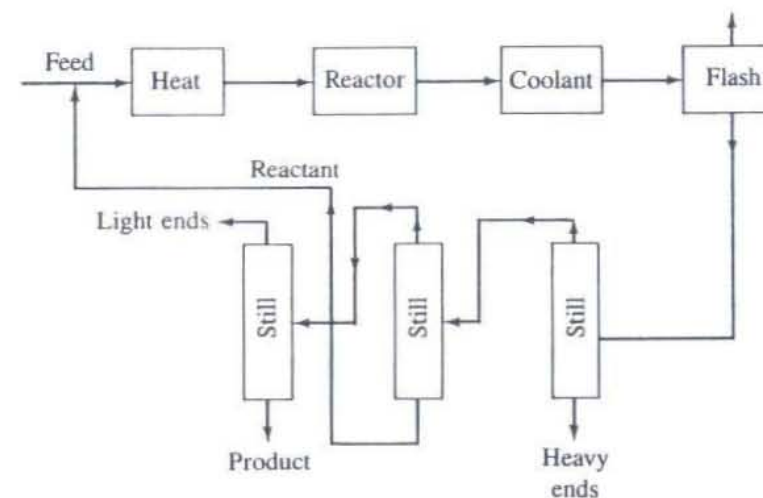 Feed
Heat
Reactor
Coolant
Flash
Reactant
Light ends
Still
Still
Still
Product
Heavy
ends